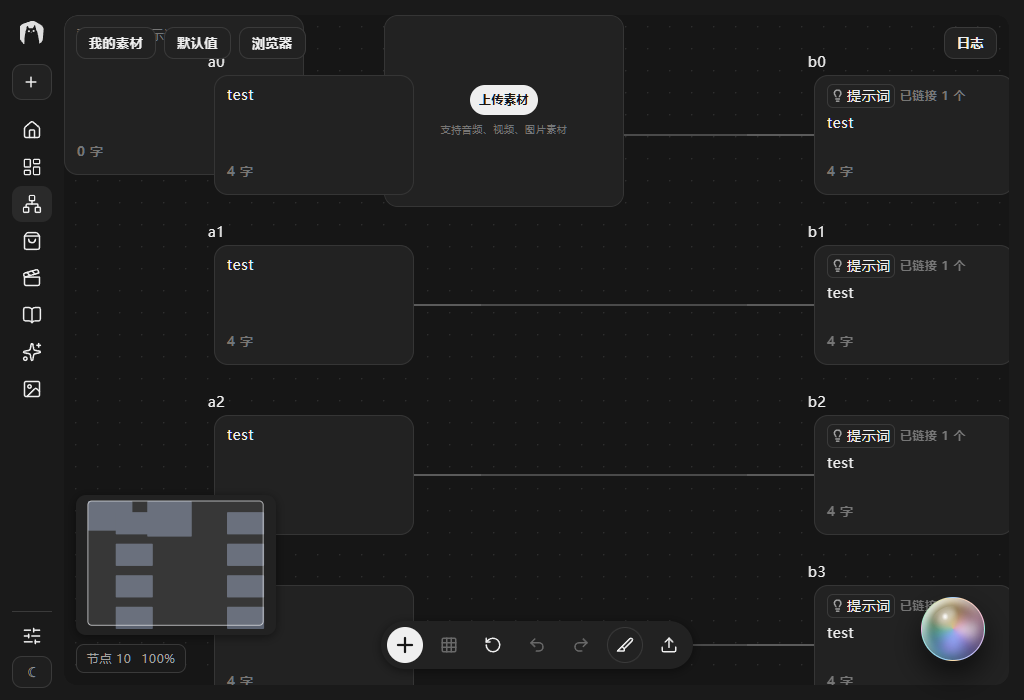 我的素材
默认值
浏览器
日志
0 字
a0
test
4 字
上传素材
支持音频、视频、图片素材
b0
提示词 已链接 1 个
test
4 字
a1
test
4 字
b1
提示词 已链接 1 个
test
4 字
a2
test
b2
提示词 已链接 1 个
test
4 字
4 字
b3
提示词 已链接
test
4 字
节点 10 100%